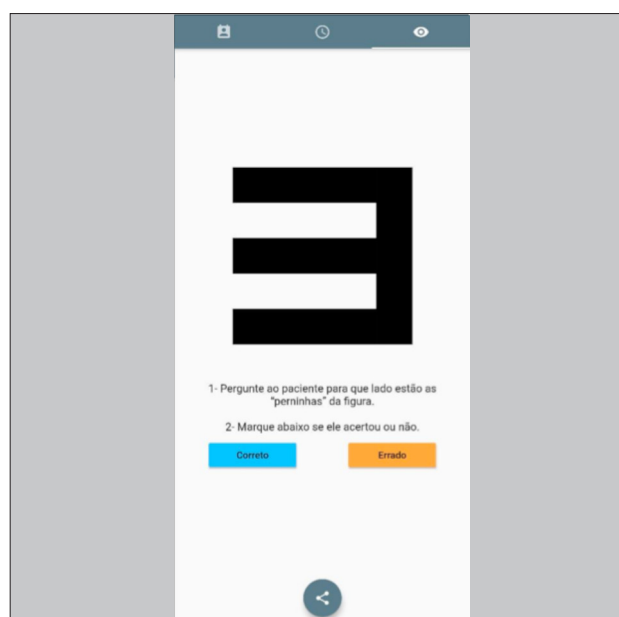 1- Pergunte ao paciente para que lado estão as
"perninhas" da figura.
2- Marque abaixo se ele acertou ou não.
Correto
Errado